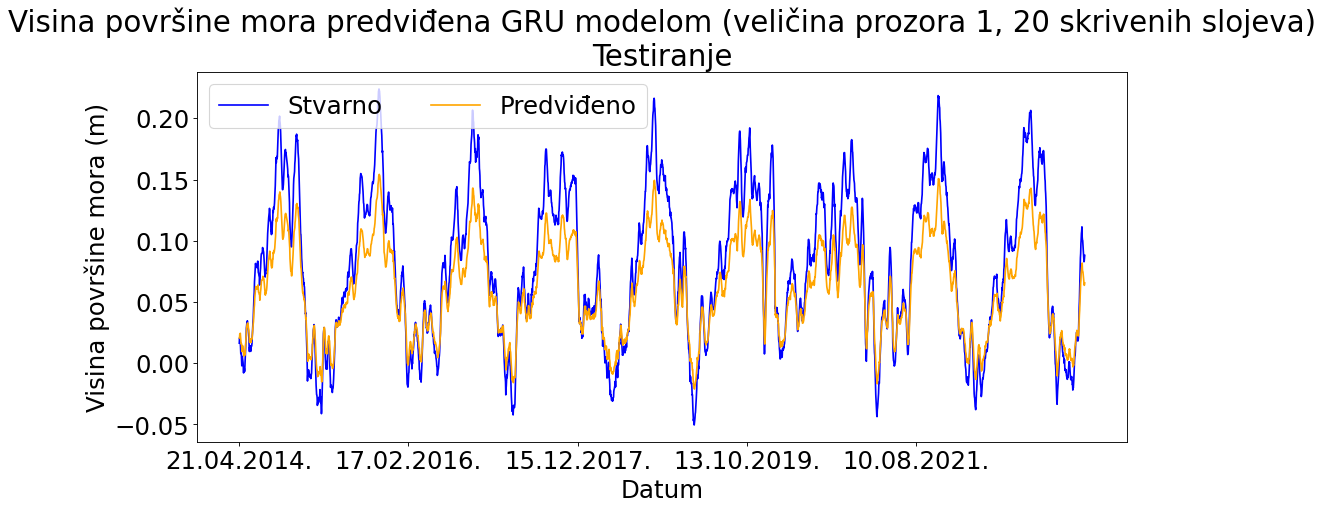 Visina površine mora predviđena GRU modelom (veličina prozora 1, 20 skrivenih slojeva)
Testiranje
Stvarno Predviđeno
Visina površine mora (m)
0.20
0.15
0.10
0.05
0.00
−0.05
21.04.2014. 17.02.2016. 15.12.2017. 13.10.2019. 10.08.2021.
Datum